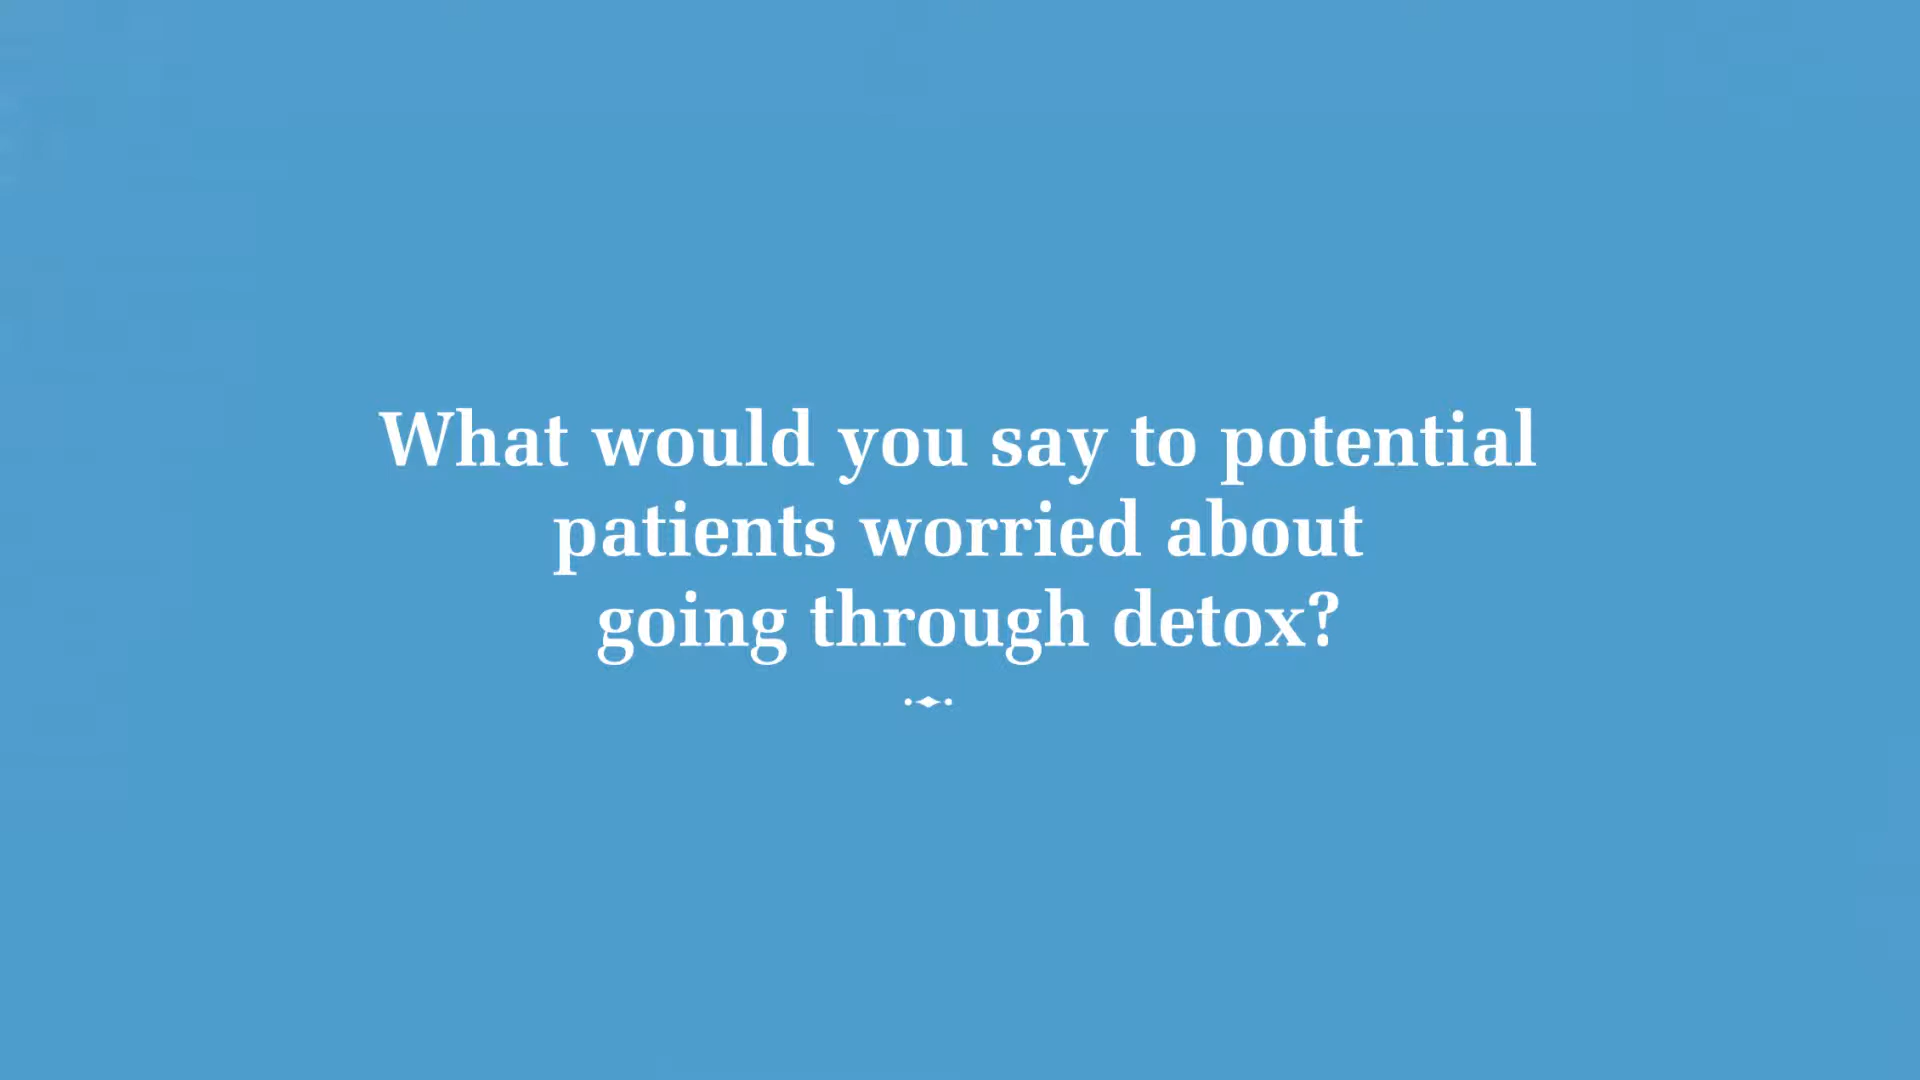 What would you say to potential
patients worried about
going through detox?